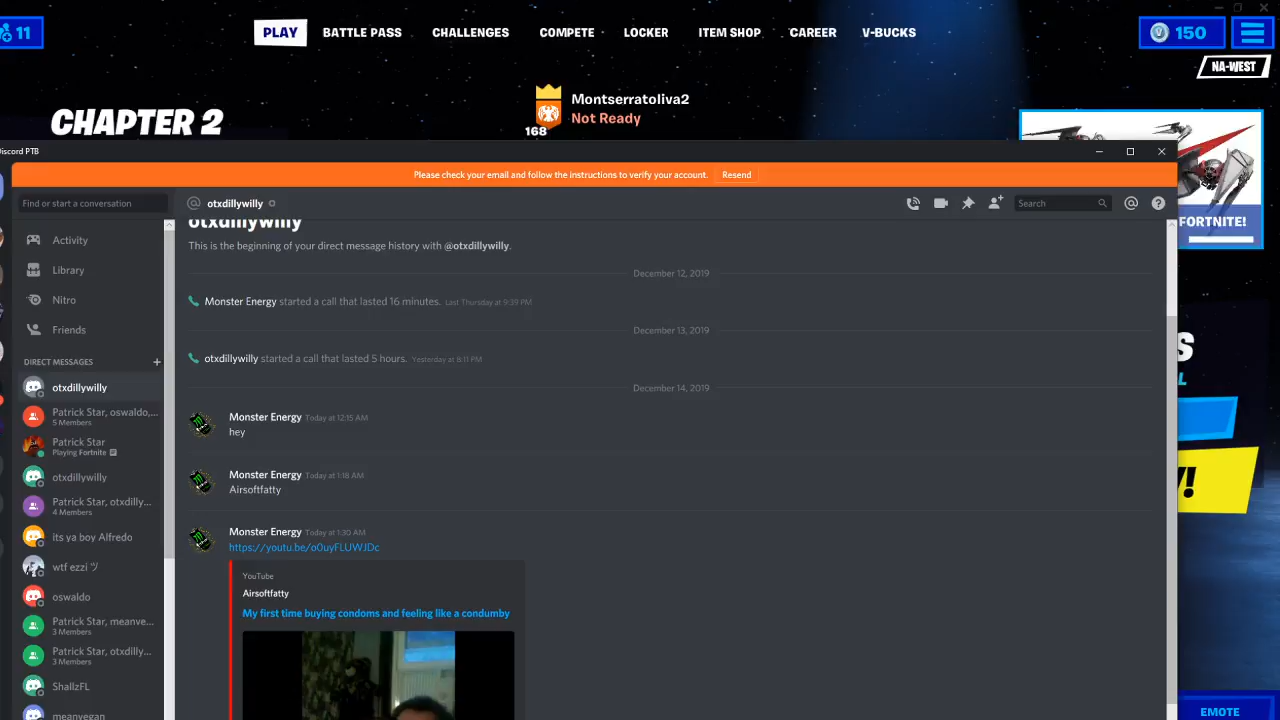 11
PLAY
BATTLE PASS
CHALLENGES
COMPETE
LOCKER
ITEM SHOP
CAREER
V-BUCKS
150
NA-WEST
CHAPTER 2
168
Montserratoliva2
Not Ready
FORTNITE!
Discord PTB
Please check your email and follow the instructions to verify your account.
Resend
Find or start a conversation
@ otxdillywilly
Search
Activity
Library
Nitro
Friends
DIRECT MESSAGES +
otxdillywilly
Patrick Star, oswaldo,...
5 Members
Patrick Star
Playing Fortnite
otxdillywilly
Patrick Star, otxdilly...
4 Members
its ya boy Alfredo
wtf ezzi ツ
oswaldo
Patrick Star, meanve...
3 Members
Patrick Star, otxdilly...
3 Members
ShallzFL
meanvegan
otxdillywilly
This is the beginning of your direct message history with @otxdillywilly.
December 12, 2019
Monster Energy started a call that lasted 16 minutes. Last Thursday at 9:39 PM
December 13, 2019
otxdillywilly started a call that lasted 5 hours. Yesterday at 8:11 PM
December 14, 2019
Monster Energy Today at 12:15 AM
hey
Monster Energy Today at 1:18 AM
Airsoftfatty
Monster Energy Today at 1:30 AM
https://youtu.be/o0uyFLUWJDc
YouTube
Airsoftfatty
My first time buying condoms and feeling like a condumby
S
L
!
EMOTE